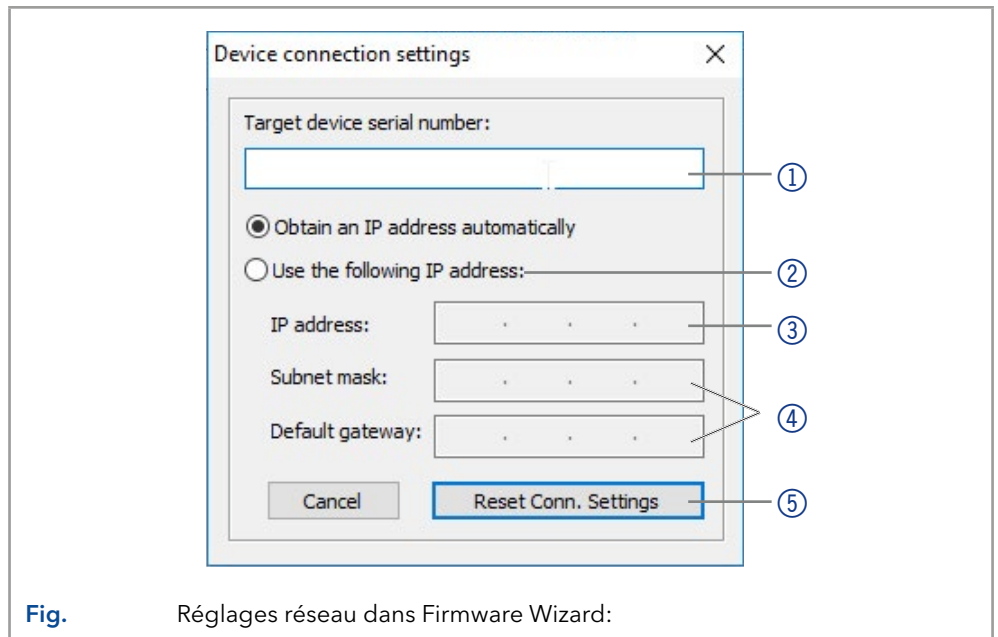 Device connection settings
Target device serial number:
①
Obtain an IP address automatically
Use the following IP address: ②
IP address: . . . ③
Subnet mask: . . .
④
Default gateway: . . .
Cancel Reset Conn. Settings ⑤
Fig. Réglages réseau dans Firmware Wizard: